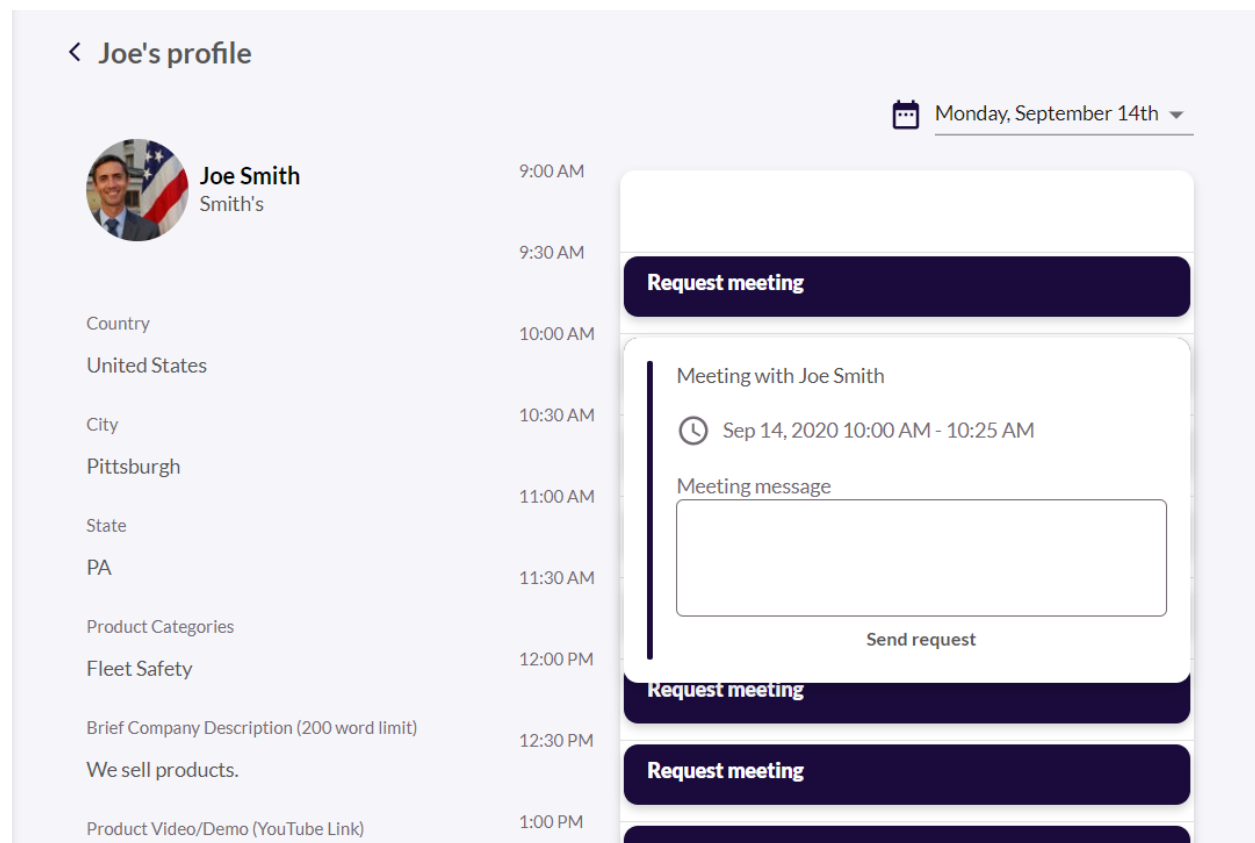 Joe's profile
Monday, September 14th
Joe Smith
Smith's
Country
United States
City
Pittsburgh
State
PA
Product Categories
Fleet Safety
Brief Company Description (200 word limit)
We sell products.
Product Video/Demo (YouTube Link)
9:00 AM
9:30 AM
Request meeting
10:00 AM
Meeting with Joe Smith
Sep 14, 2020 10:00 AM - 10:25 AM
Meeting message
Send request
10:30 AM
11:00 AM
11:30 AM
12:00 PM
Request meeting
12:30 PM
Request meeting
1:00 PM